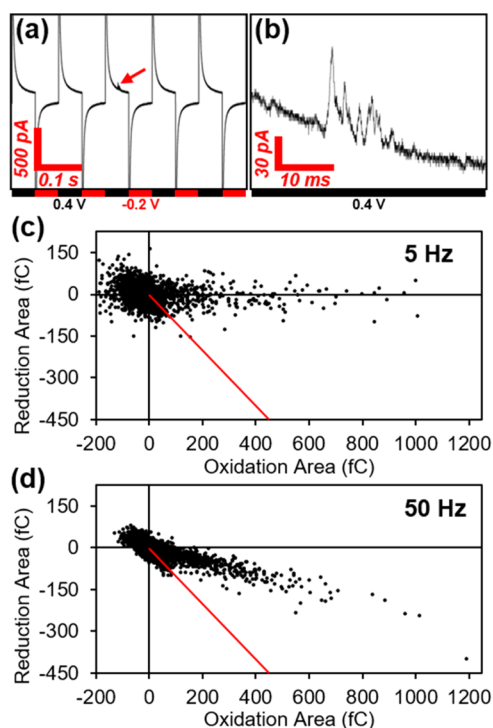 (a)
500 pA
0.1 s
0.4 V
-0.2 V
(b)
30 pA
10 ms
0.4 V
(c)
5 Hz
Reduction Area (fC)
150
0
-150
-300
-450
-200 0 200 400 600 800 1000 1200
Oxidation Area (fC)
(d)
50 Hz
Reduction Area (fC)
150
0
-150
-300
-450
-200 0 200 400 600 800 1000 1200
Oxidation Area (fC)